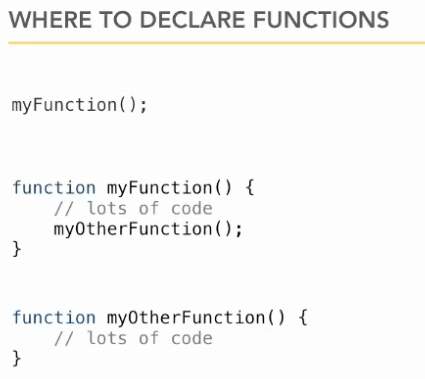 WHERE TO DECLARE FUNCTIONS
myFunction();
function myFunction() {
    // lots of code
    myOtherFunction();
}
function myOtherFunction() {
    // lots of code
}